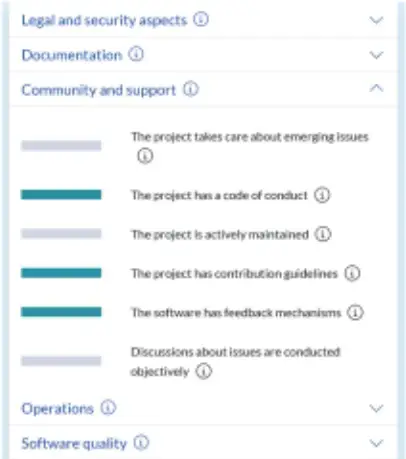 Legal and security aspects
Documentation
Community and support
The project takes care about emerging issues
The project has a code of conduct
The project is actively maintained
The project has contribution guidelines
The software has feedback mechanisms
Discussions about issues are conducted
objectively
Operations
Software quality